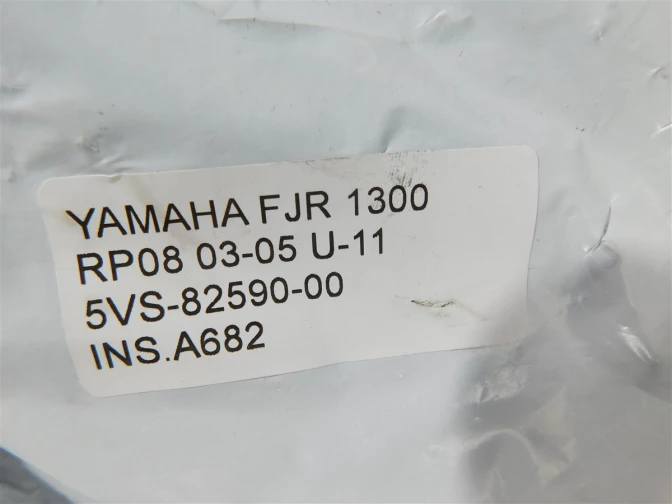 YAMAHA FJR 1300
RP08 03-05 U-11
5VS-82590-00
INS.A682